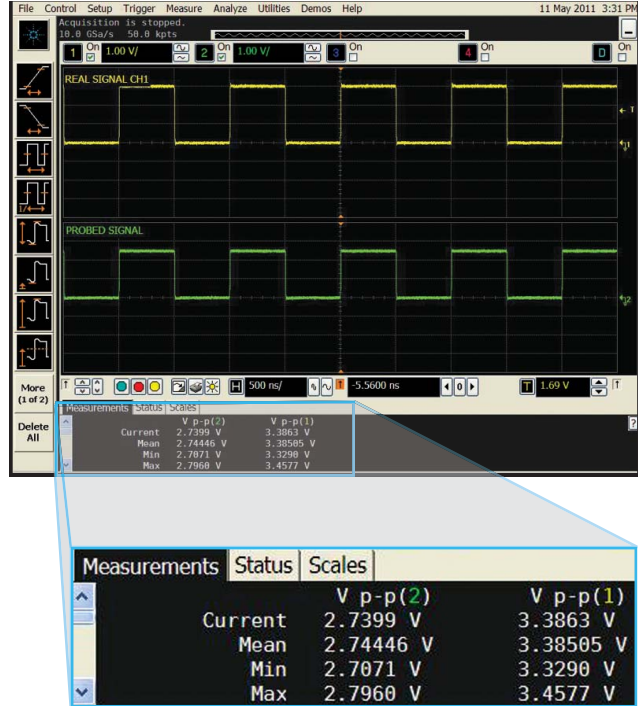 File Control Setup Trigger Measure Analyze Utilities Demos Help 11 May 2011 3:31 PM
Acquisition is stopped.
10.0 GSa/s 50.0 kpts
1 On 1.00 V/ 2 On 1.00 V/ 3 On 4 On D On
REAL SIGNAL CH1
T
1
PROBED SIGNAL
2
1/
More
(1 of 2)
Delete
All
H 500 ns/ -5.5600 ns 0 T 1.69 V
Measurements Status Scales
V p-p(2) V p-p(1)
Current 2.7399 V 3.3863 V
Mean 2.74446 V 3.38505 V
Min 2.7071 V 3.3290 V
Max 2.7960 V 3.4577 V
?
Measurements Status Scales
V p-p(2) V p-p(1)
Current 2.7399 V 3.3863 V
Mean 2.74446 V 3.38505 V
Min 2.7071 V 3.3290 V
Max 2.7960 V 3.4577 V